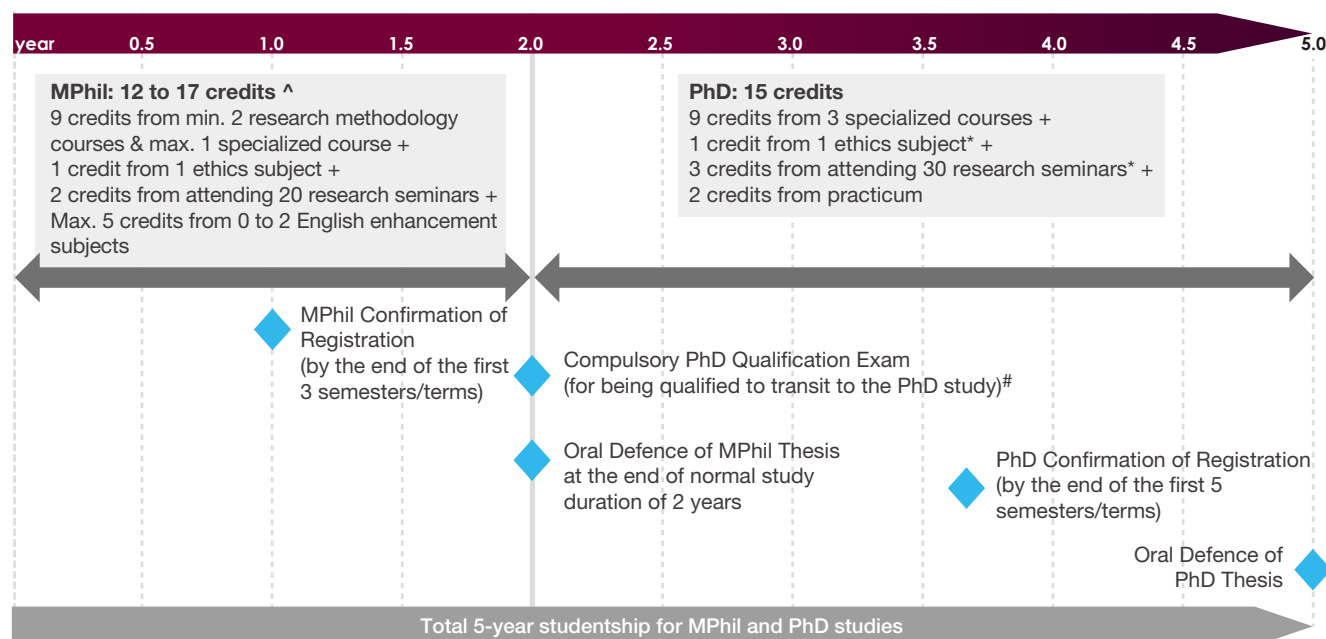 year 0.5 1.0 1.5 2.0 2.5 3.0 3.5 4.0 4.5 5.0
MPhil: 12 to 17 credits ^
9 credits from min. 2 research methodology
courses & max. 1 specialized course +
1 credit from 1 ethics subject +
2 credits from attending 20 research seminars +
Max. 5 credits from 0 to 2 English enhancement
subjects
PhD: 15 credits
9 credits from 3 specialized courses +
1 credit from 1 ethics subject* +
3 credits from attending 30 research seminars* +
2 credits from practicum
MPhil Confirmation of
Registration
(by the end of the first
3 semesters/terms)
Compulsory PhD Qualification Exam
(for being qualified to transit to the PhD study)#
Oral Defence of MPhil Thesis
at the end of normal study
duration of 2 years
PhD Confirmation of Registration
(by the end of the first 5
semesters/terms)
Oral Defence of
PhD Thesis
Total 5-year studentship for MPhil and PhD studies